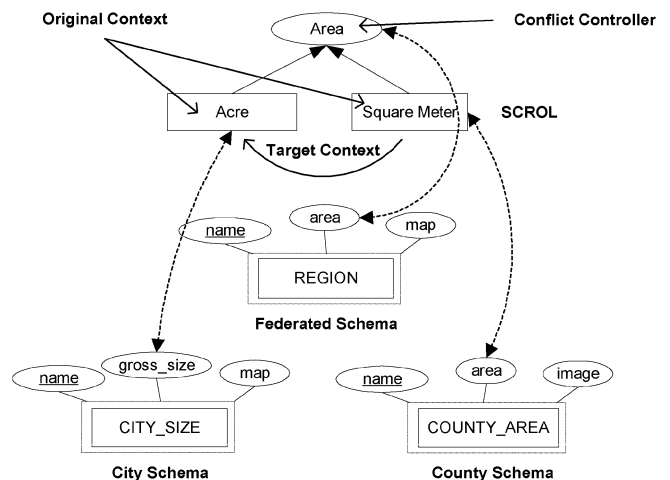 Original Context
Area
Conflict Controller
Acre
Square Meter
SCROL
Target Context
name
area
map
REGION
Federated Schema
name
gross_size
map
CITY_SIZE
City Schema
name
area
image
COUNTY_AREA
County Schema